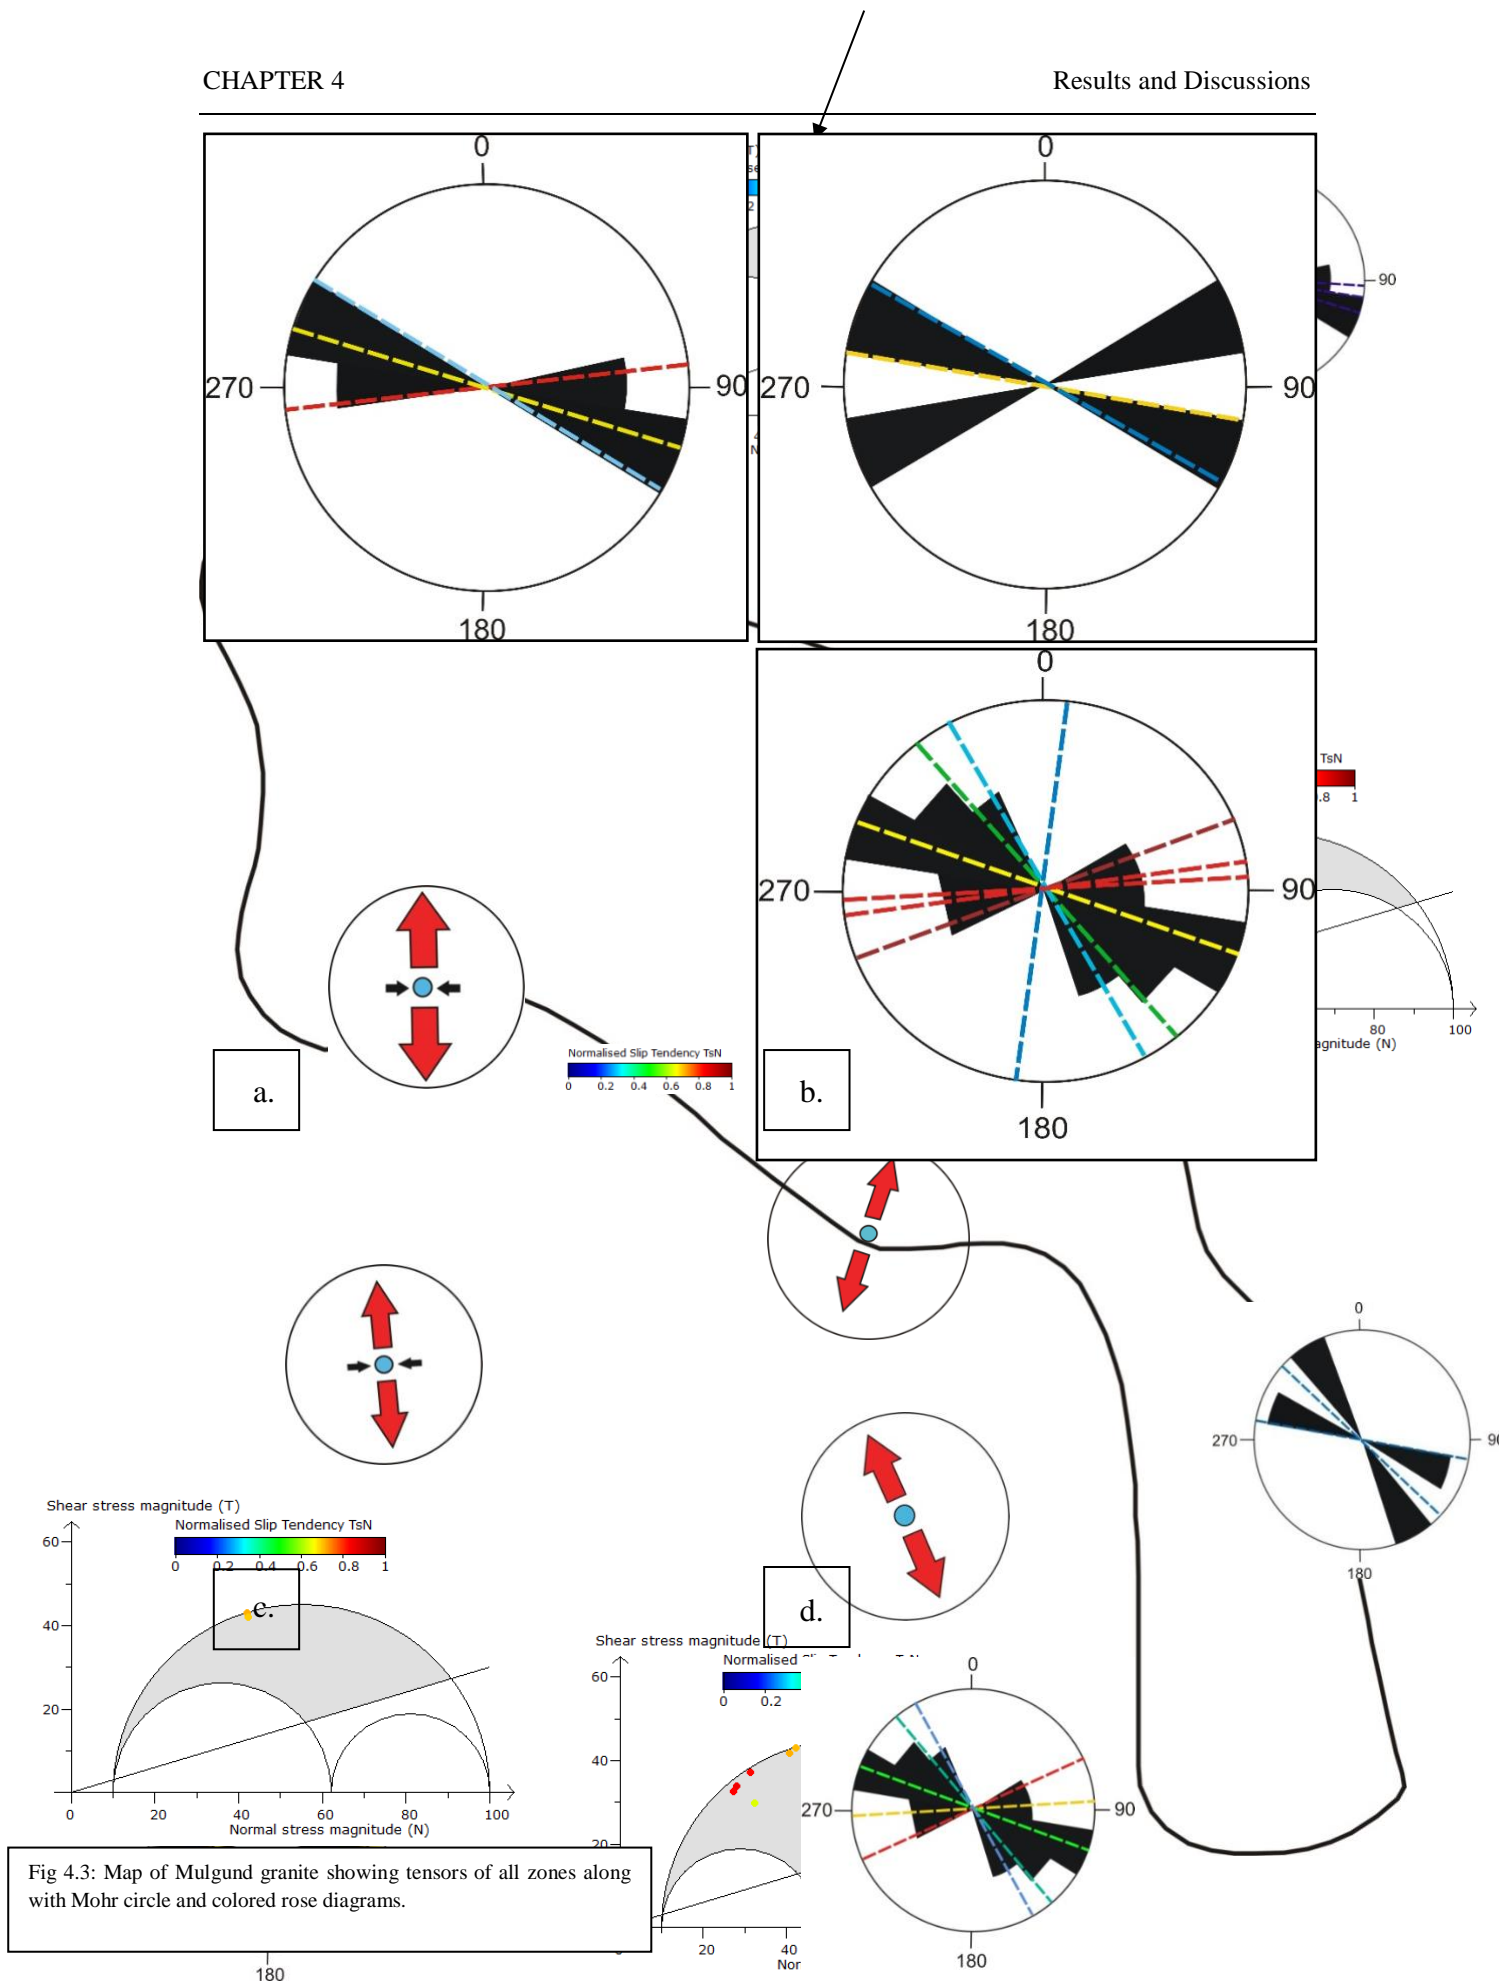 CHAPTER 4
Results and Discussions
0
270
90
180
0
270
90
180
2
90
0
270
90
180
TsN
0.8 1
80 100
agnitude (N)
a.
Normalised Slip Tendency TsN
0 0.2 0.4 0.6 0.8 1
b.
0
270
90
180
Shear stress magnitude (T)
Normalised Slip Tendency TsN
0 0.2 0.4 0.6 0.8 1
60
40
20
0 20 40 60 80 100
Normal stress magnitude (N)
c.
d.
Shear stress magnitude (T)
Normalised
0 0.2
60
40
20
20 40
Nor
0
270
90
180
Fig 4.3: Map of Mulgund granite showing tensors of all zones along
with Mohr circle and colored rose diagrams.
180